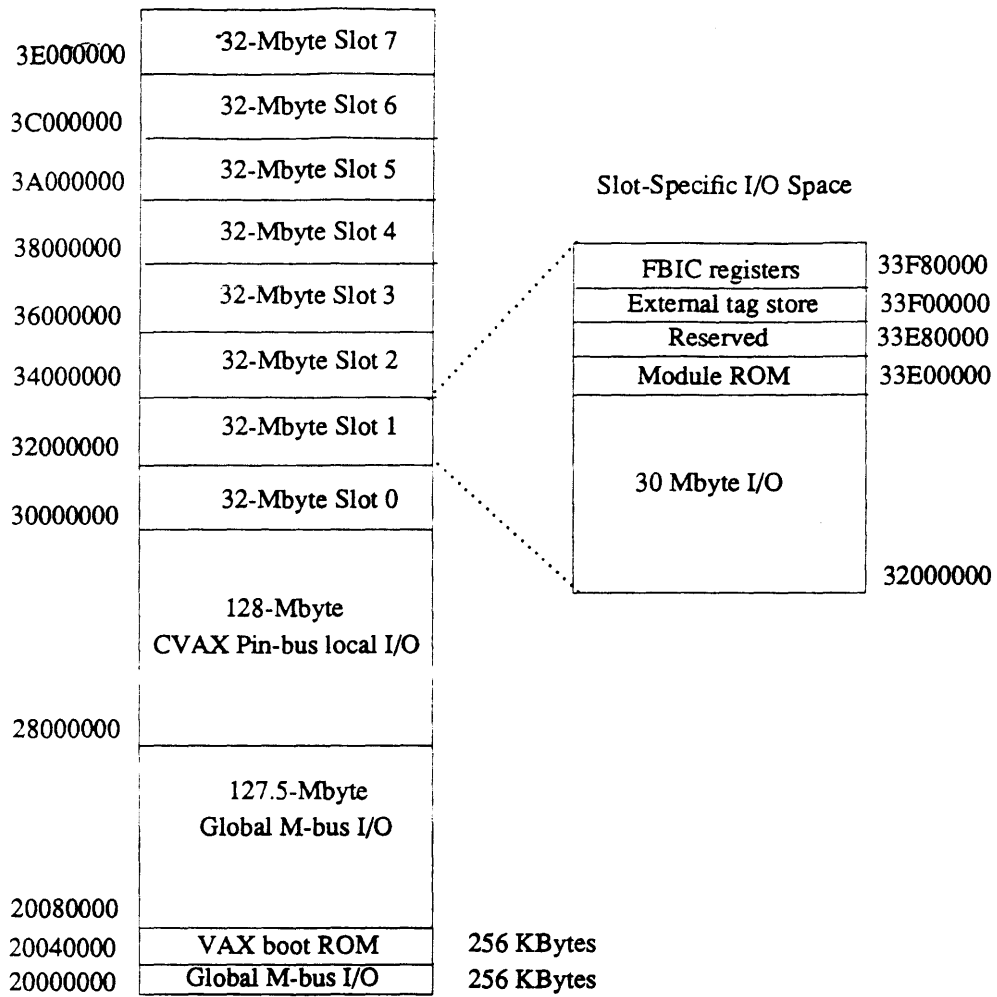 32-Mbyte Slot 7
3E000000
32-Mbyte Slot 6
3C000000
32-Mbyte Slot 5
3A000000
32-Mbyte Slot 4
38000000
32-Mbyte Slot 3
36000000
32-Mbyte Slot 2
34000000
32-Mbyte Slot 1
32000000
32-Mbyte Slot 0
30000000
128-Mbyte
CVAX Pin-bus local I/O
28000000
127.5-Mbyte
Global M-bus I/O
20080000
20040000 VAX boot ROM 256 KBytes
20000000 Global M-bus I/O 256 KBytes
Slot-Specific I/O Space
FBIC registers 33F80000
External tag store 33F00000
Reserved 33E80000
Module ROM 33E00000
30 Mbyte I/O
32000000